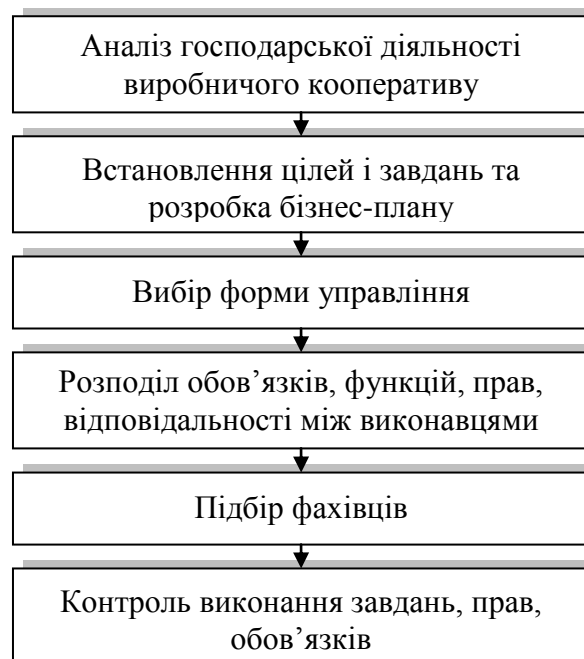 Аналіз господарської діяльності
виробничого кооперативу
Встановлення цілей і завдань та
розробка бізнес-плану
Вибір форми управління
Розподіл обов’язків, функцій, прав,
відповідальності між виконавцями
Підбір фахівців
Контроль виконання завдань, прав,
обов’язків